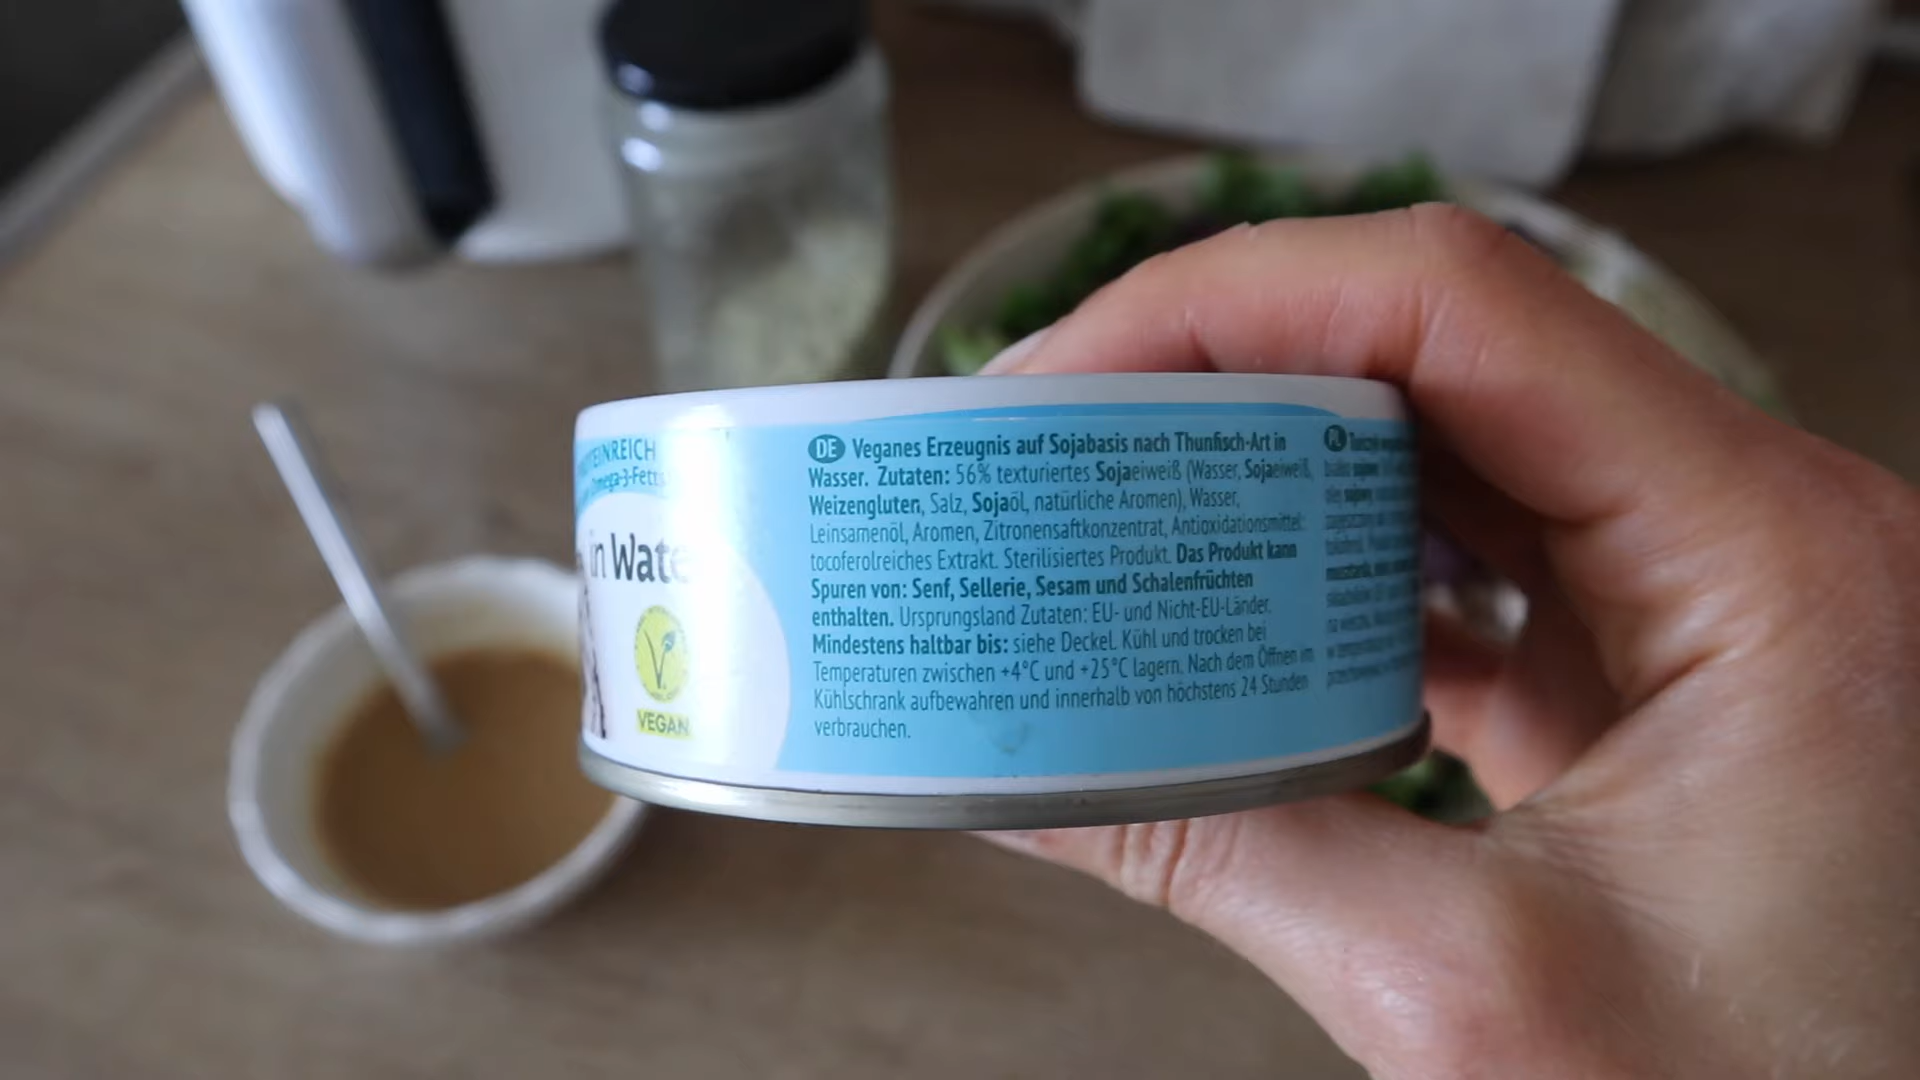 Omega-3-Fetts
in Wate
VEGAN
DE Veganes Erzeugnis auf Sojabasis nach Thunfisch-Art in
Wasser. Zutaten: 56% texturiertes Sojaeiweiß (Wasser, Sojaeiweiß,
Weizengluten, Salz, Sojaöl, natürliche Aromen), Wasser,
Leinsamenöl, Aromen, Zitronensaftkonzentrat, Antioxidationsmittel:
tocoferolreiches Extrakt. Sterilisiertes Produkt. Das Produkt kann
Spuren von: Senf, Sellerie, Sesam und Schalenfrüchten
enthalten. Ursprungsland Zutaten: EU- und Nicht-EU-Länder.
Mindestens haltbar bis: siehe Deckel. Kühl und trocken bei
Temperaturen zwischen +4°C und +25°C lagern. Nach dem Öffnen im
Kühlschrank aufbewahren und innerhalb von höchstens 24 Stunden
verbrauchen.
PL